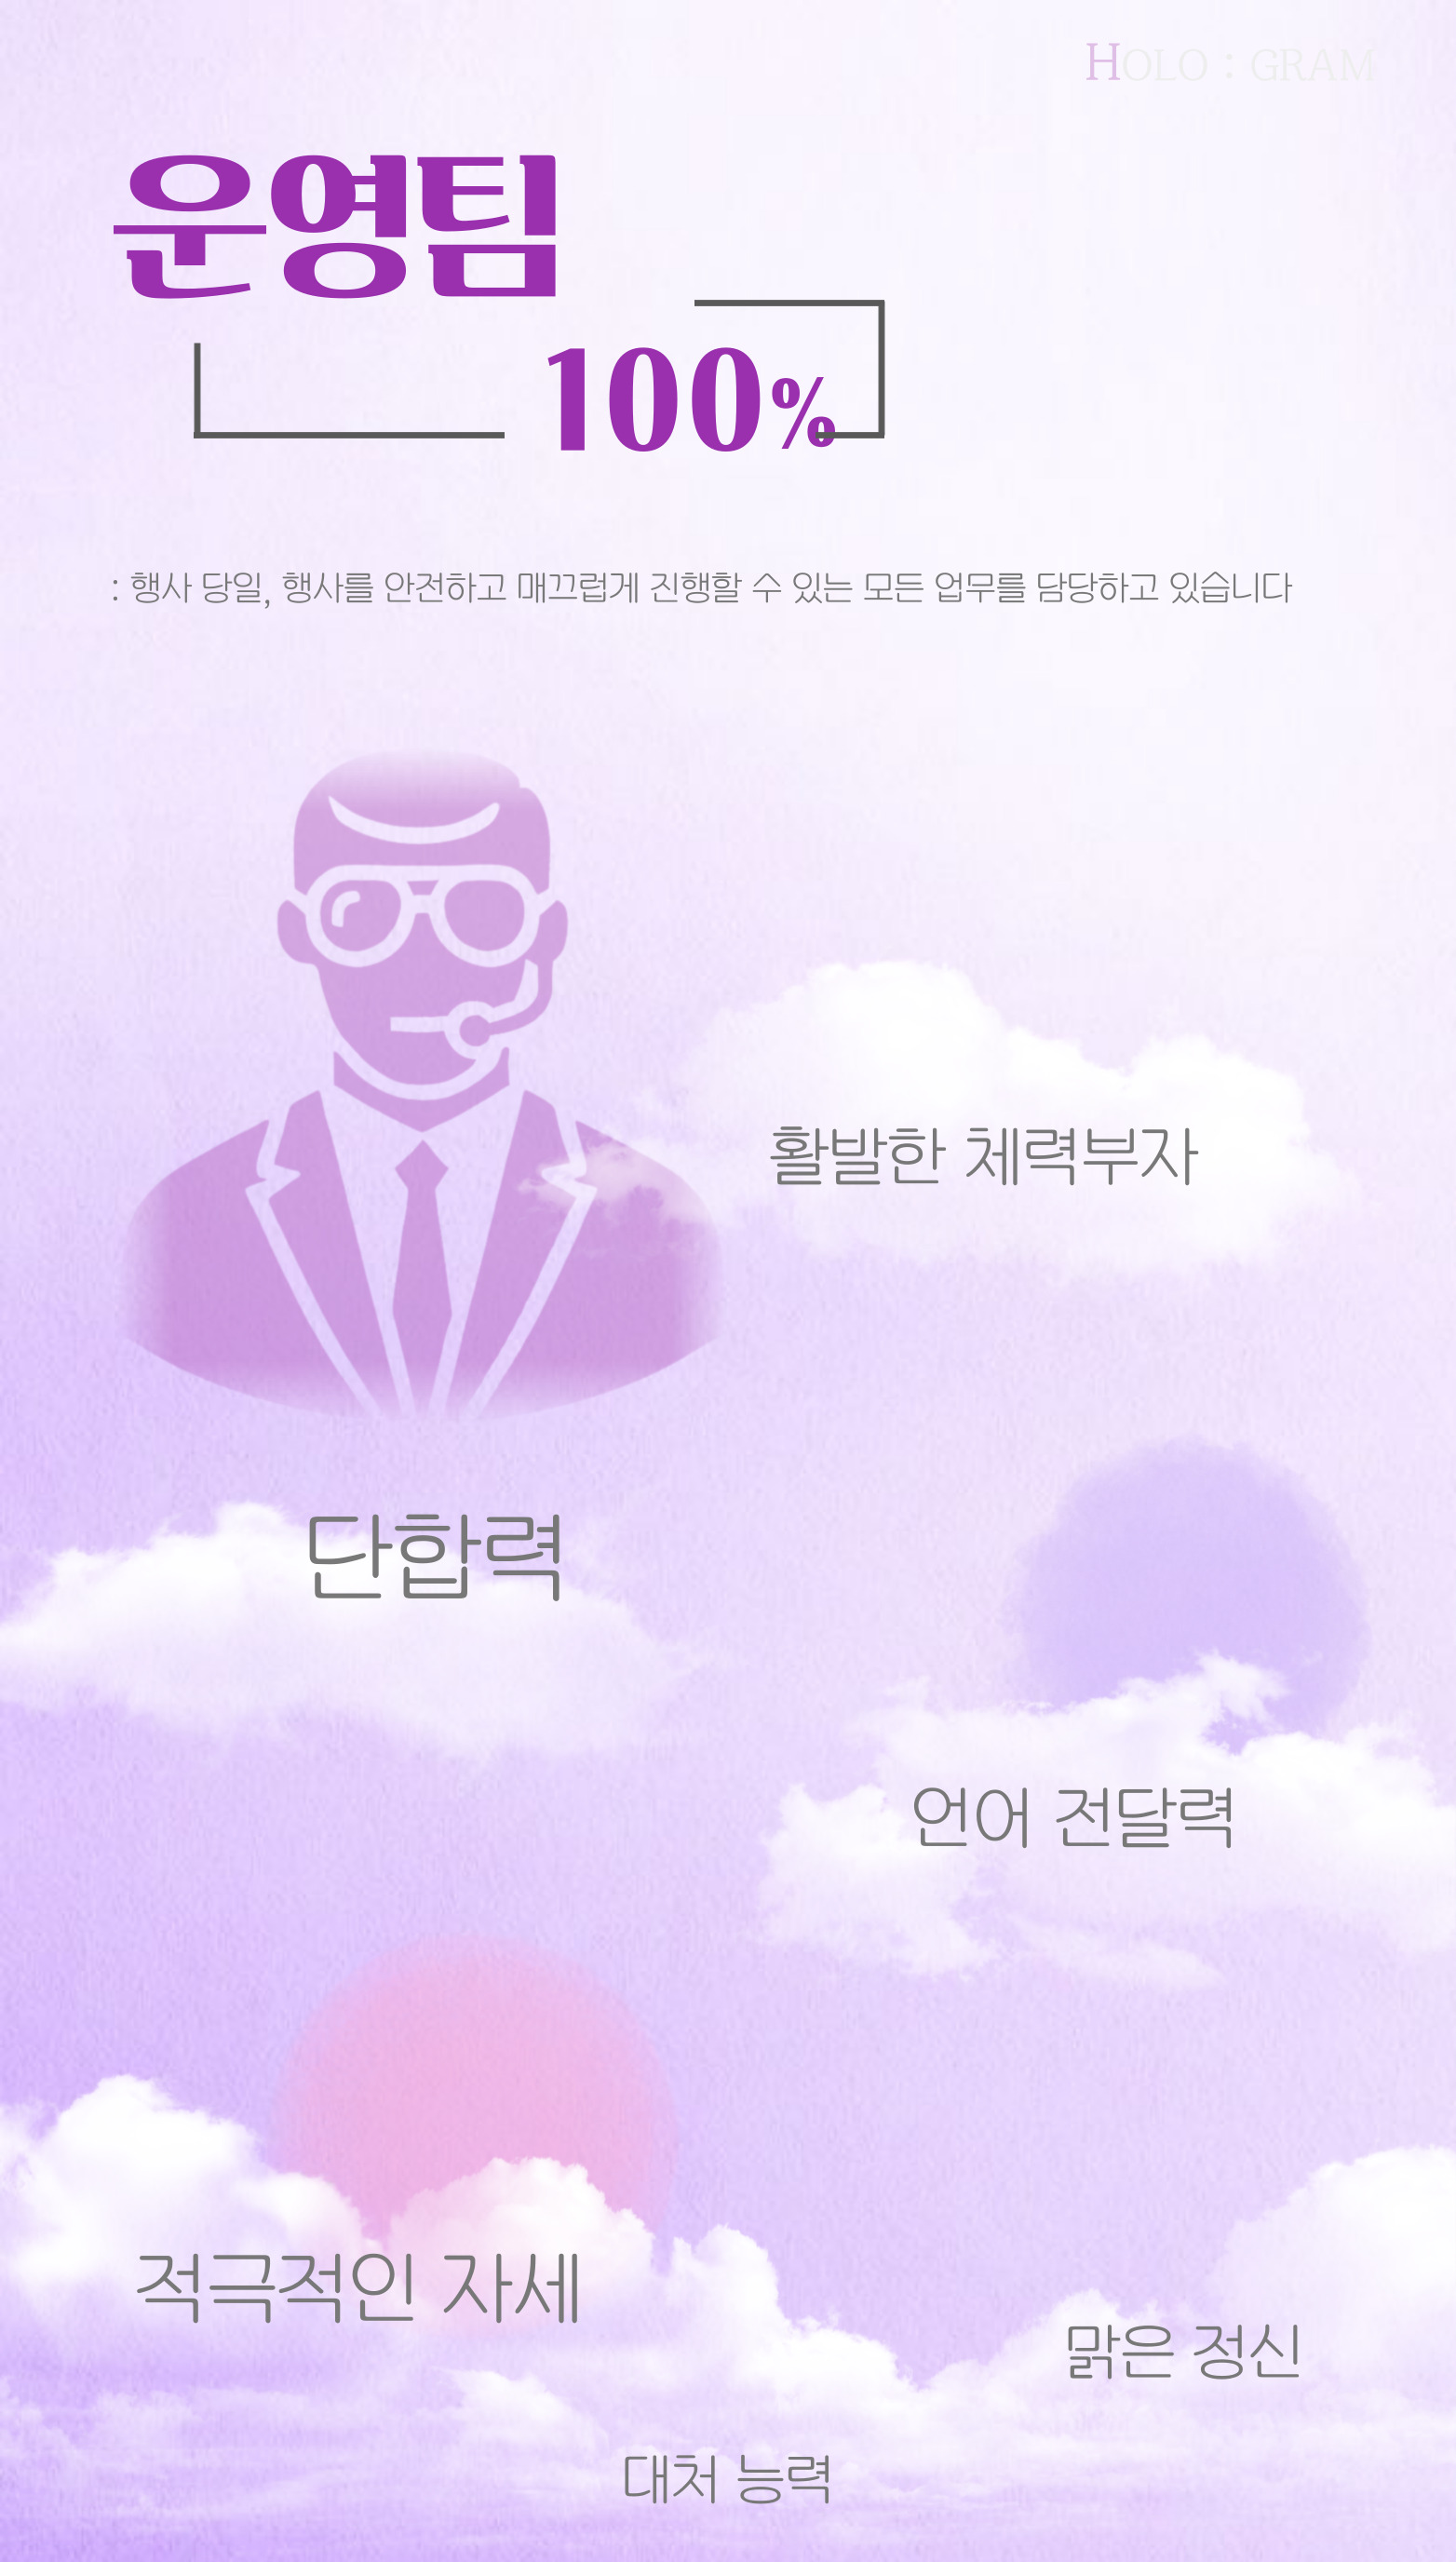 HOLO : GRAM
운영팀
100%
: 행사 당일, 행사를 안전하고 매끄럽게 진행할 수 있는 모든 업무를 담당하고 있습니다
활발한 체력부자
단합력
언어 전달력
적극적인 자세
맑은 정신
대처 능력